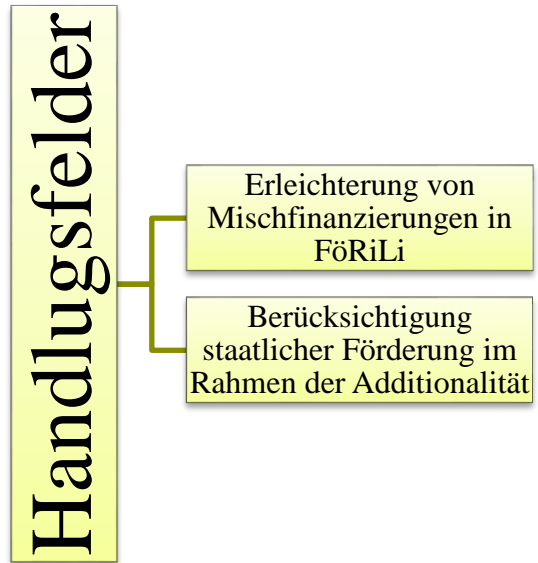 Handlugsfelder
Erleichterung von
Mischfinanzierungen in
FöRiLi
Berücksichtigung
staatlicher Förderung im
Rahmen der Additionalität